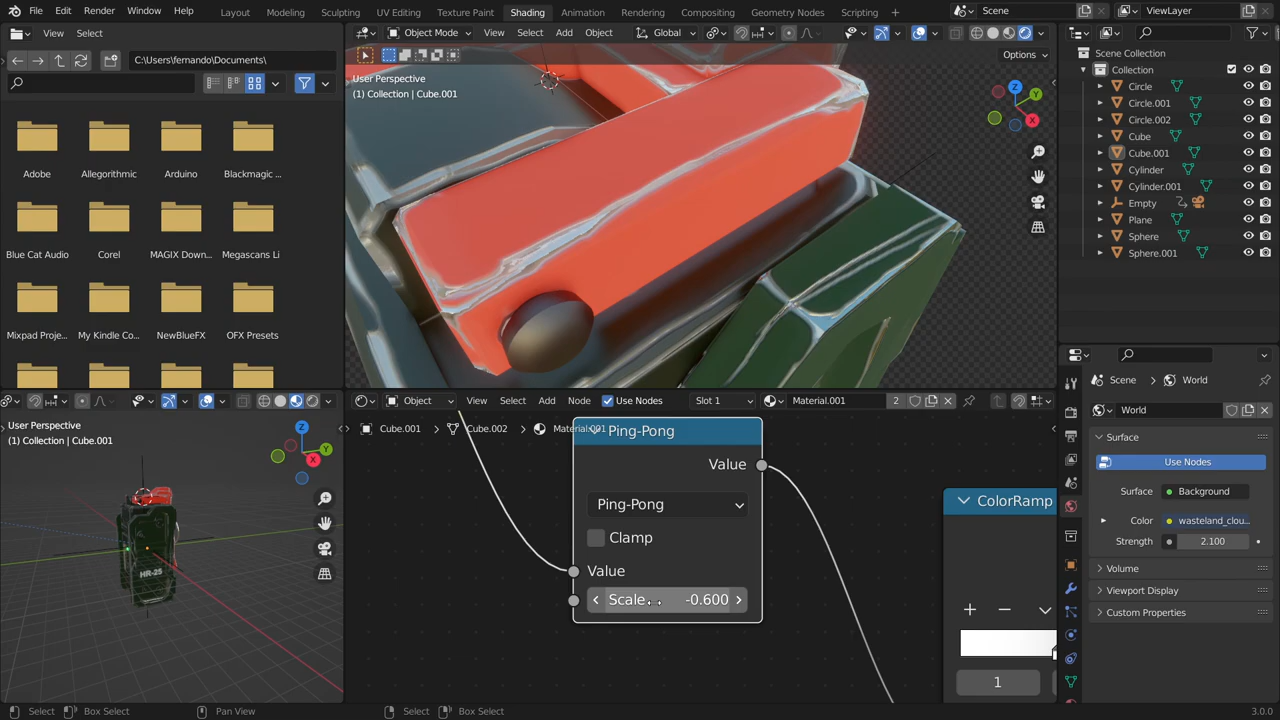 File Edit Render Window Help Layout Modeling Sculpting UV Editing Texture Paint Shading Animation Rendering Compositing Geometry Nodes Scripting Scene ViewLayer
View Select
C:\Users\fernando\Documents\
Adobe Allegorithmic Arduino Blackmagic ...
Blue Cat Audio Corel MAGIX Down... Megascans Li
Mixpad Proje... My Kindle Co... NewBlueFX OFX Presets
Object Mode View Select Add Object Global
Options
User Perspective
(1) Collection | Cube.001
Z
Y
X
Scene Collection
Collection
Circle
Circle.001
Circle.002
Cube
Cube.001
Cylinder
Cylinder.001
Empty
Plane
Sphere
Sphere.001
User Perspective
(1) Collection | Cube.001
Z
Y
X
HR-25
Object View Select Add Node Use Nodes Slot 1 Material.001 2
Cube.001 Cube.002 Material.001
Ping-Pong
Value
Ping-Pong
Clamp
Value
Scale -0.600
ColorRamp
1
Scene World
World
Surface
Use Nodes
Surface Background
Color wasteland_clou...
Strength 2.100
Volume
Viewport Display
Custom Properties
Select Box Select Pan View Select Box Select 3.0.0